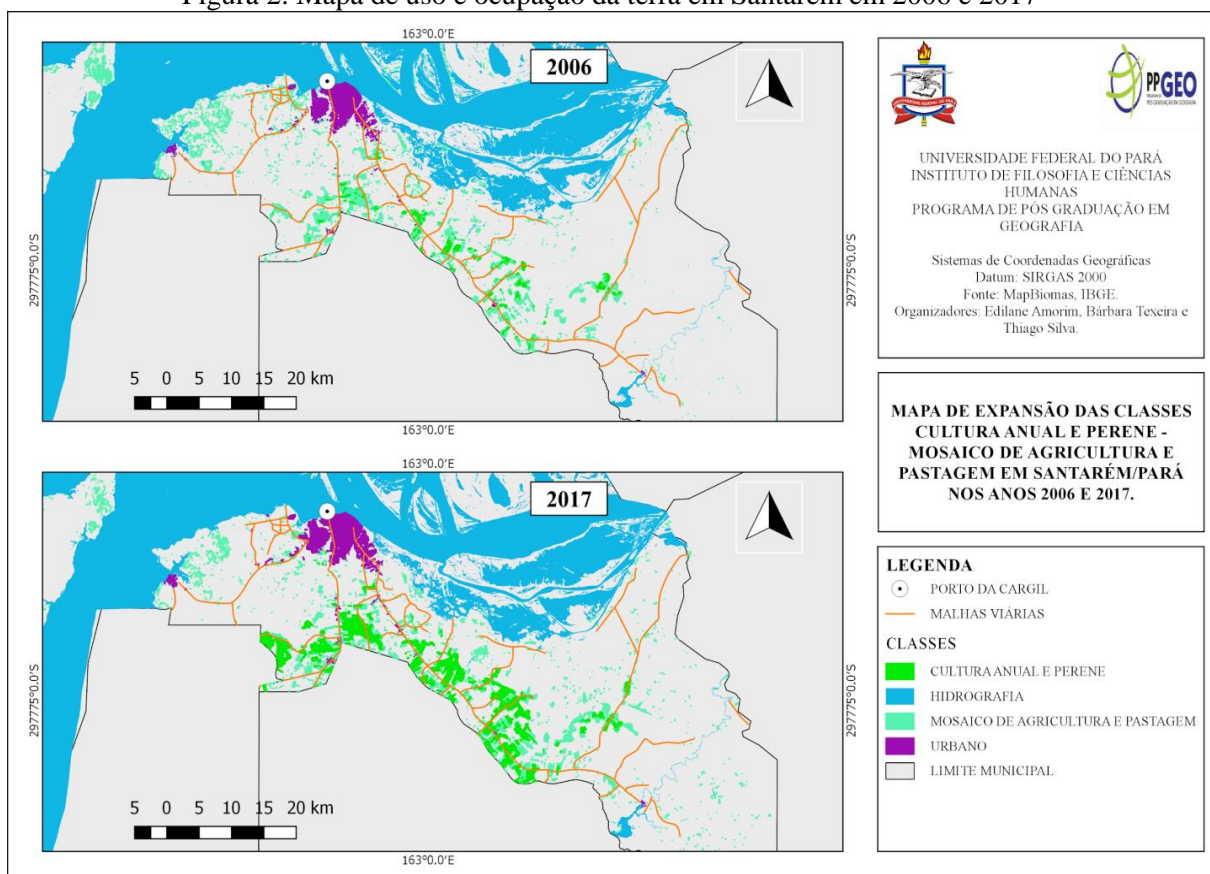 Figura 2: Mapa de uso e ocupação da terra em Santarém em 2006 e 2017
163°0.0'E
2006
297775°0.0'S
297775°0.0'S
5 0 5 10 15 20 km
163°0.0'E
163°0.0'E
2017
297775°0.0'S
297775°0.0'S
5 0 5 10 15 20 km
163°0.0'E
PPGEO
UNIVERSIDADE FEDERAL DO PARÁ
INSTITUTO DE FILOSOFIA E CIÊNCIAS
HUMANAS
PROGRAMA DE PÓS GRADUAÇÃO EM
GEOGRAFIA
Sistemas de Coordenadas Geográficas
Datum: SIRGAS 2000
Fonte: MapBiomas, IBGE.
Organizadores: Edilane Amorim, Bárbara Texeira e
Thiago Silva.
MAPA DE EXPANSÃO DAS CLASSES
CULTURA ANUAL E PERENE -
MOSAICO DE AGRICULTURA E
PASTAGEM EM SANTARÉM/PARÁ
NOS ANOS 2006 E 2017.
LEGENDA
PORTO DA CARGIL
MALHAS VIÁRIAS
CLASSES
CULTURA ANUAL E PERENE
HIDROGRAFIA
MOSAICO DE AGRICULTURA E PASTAGEM
URBANO
LIMITE MUNICIPAL